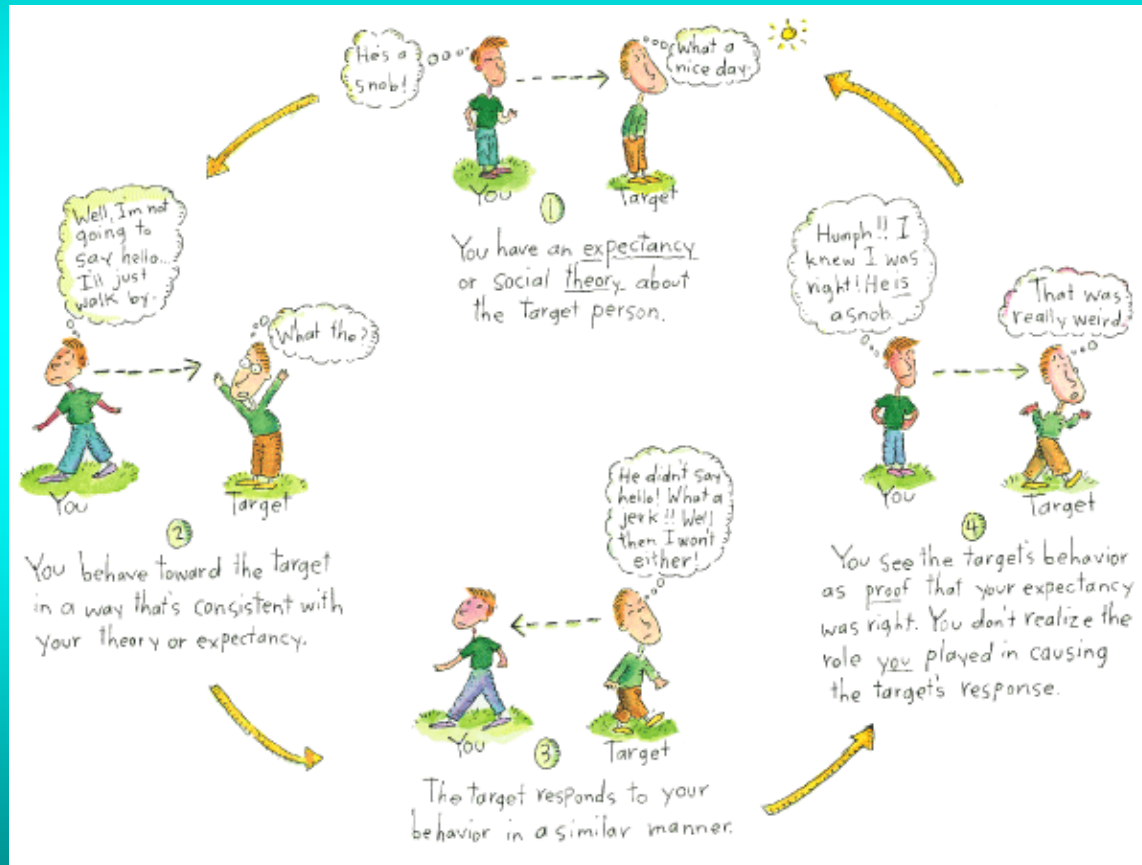 He's a
snob!
What a
nice day.
You
Target
1
You have an expectancy
or social theory about
the Target person.
Well, I'm not
going to
say hello...
I'll just
walk by.
What the?
You
Target
2
You behave toward the target
in a way that's consistent with
your theory or expectancy.
He didn't say
hello! What a
jerk!! Well
then I won't
either!
You
Target
3
The target responds to your
behavior in a similar manner.
Humph!! I
knew I was
right! He is
a snob.
That was
really weird.
You
Target
4
You see the target's behavior
as proof that your expectancy
was right. You don't realize the
role you played in causing
the target's response.